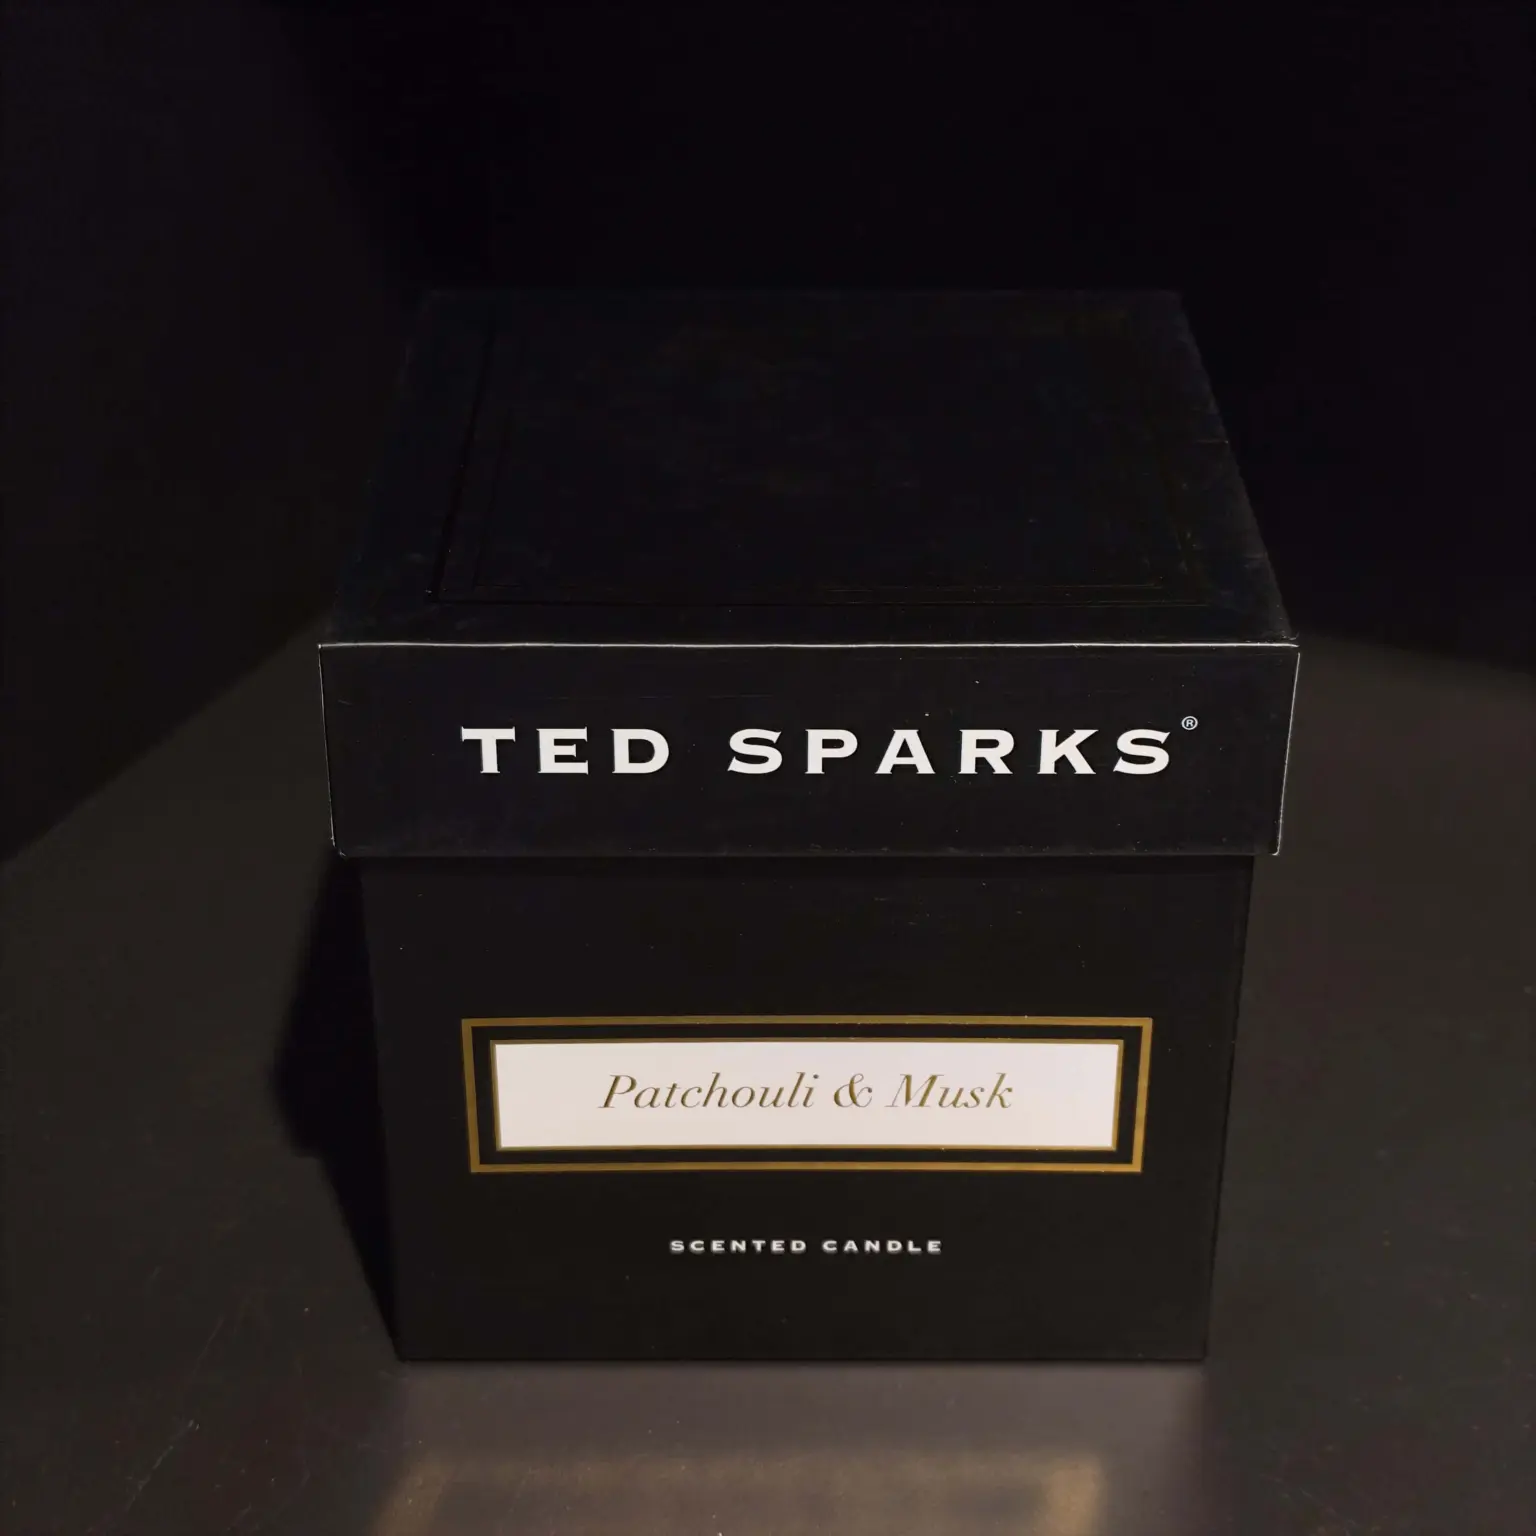 TED SPARKS®
Patchouli & Musk
SCENTED CANDLE